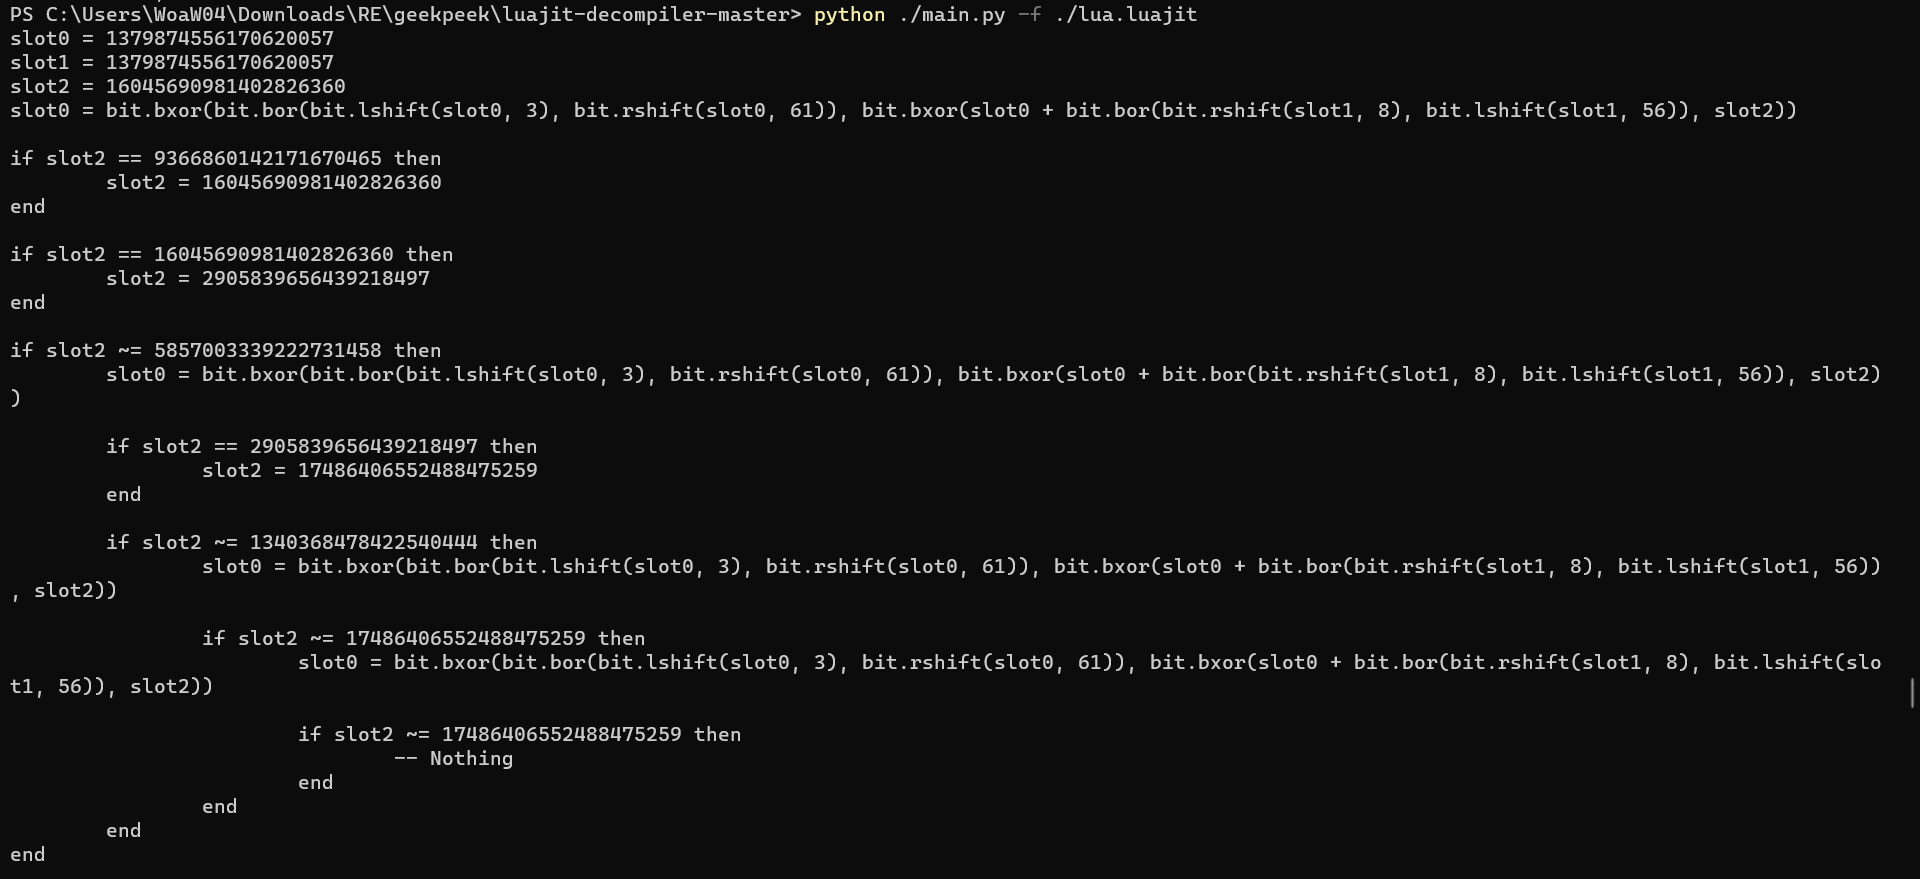 PS C:\Users\WoaW04\Downloads\RE\geekpeek\luajit-decompiler-master> python ./main.py -f ./lua.luajit
slot0 = 1379874556170620057
slot1 = 1379874556170620057
slot2 = 16045690981402826360
slot0 = bit.bxor(bit.bor(bit.lshift(slot0, 3), bit.rshift(slot0, 61)), bit.bxor(slot0 + bit.bor(bit.rshift(slot1, 8), bit.lshift(slot1, 56)), slot2))
if slot2 == 9366860142171670465 then
slot2 = 16045690981402826360
end
if slot2 == 16045690981402826360 then
slot2 = 2905839656439218497
end
if slot2 ~= 5857003339222731458 then
slot0 = bit.bxor(bit.bor(bit.lshift(slot0, 3), bit.rshift(slot0, 61)), bit.bxor(slot0 + bit.bor(bit.rshift(slot1, 8), bit.lshift(slot1, 56)), slot2)
)
if slot2 == 2905839656439218497 then
slot2 = 17486406552488475259
end
if slot2 ~= 1340368478422540444 then
slot0 = bit.bxor(bit.bor(bit.lshift(slot0, 3), bit.rshift(slot0, 61)), bit.bxor(slot0 + bit.bor(bit.rshift(slot1, 8), bit.lshift(slot1, 56))
, slot2))
if slot2 ~= 17486406552488475259 then
slot0 = bit.bxor(bit.bor(bit.lshift(slot0, 3), bit.rshift(slot0, 61)), bit.bxor(slot0 + bit.bor(bit.rshift(slot1, 8), bit.lshift(slo
t1, 56)), slot2))
if slot2 ~= 17486406552488475259 then
-- Nothing
end
end
end
end